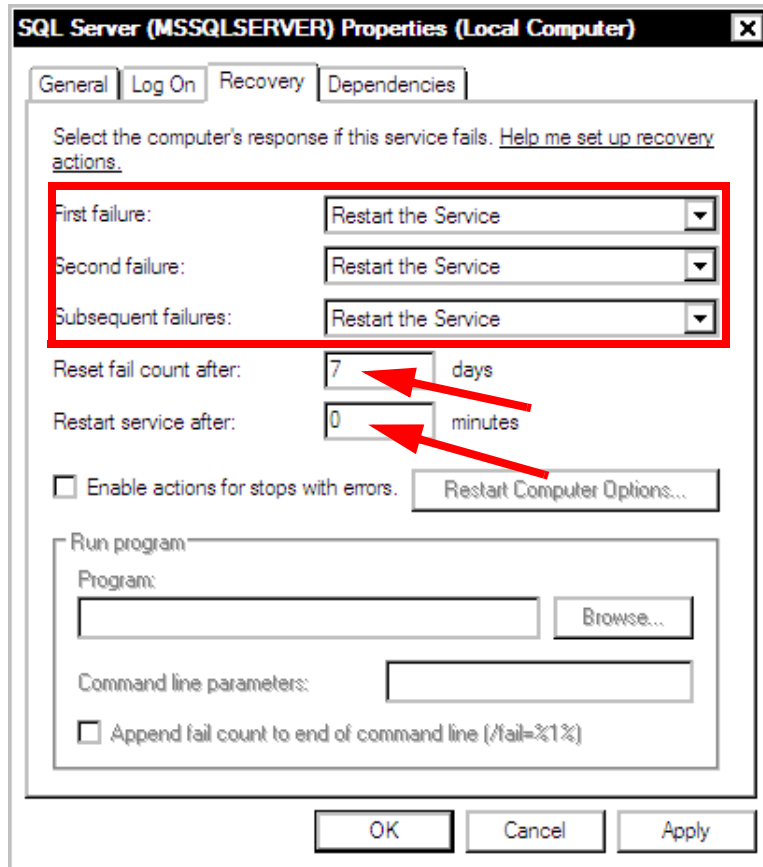 SQL Server (MSSQLSERVER) Properties (Local Computer)
General Log On Recovery Dependencies
Select the computer's response if this service fails. Help me set up recovery
actions.
First failure: Restart the Service
Second failure: Restart the Service
Subsequent failures: Restart the Service
Reset fail count after: 7 days
Restart service after: 0 minutes
Enable actions for stops with errors. Restart Computer Options...
Run program
Program:
Browse...
Command line parameters:
Append fail count to end of command line (/fail=%1%)
OK Cancel Apply